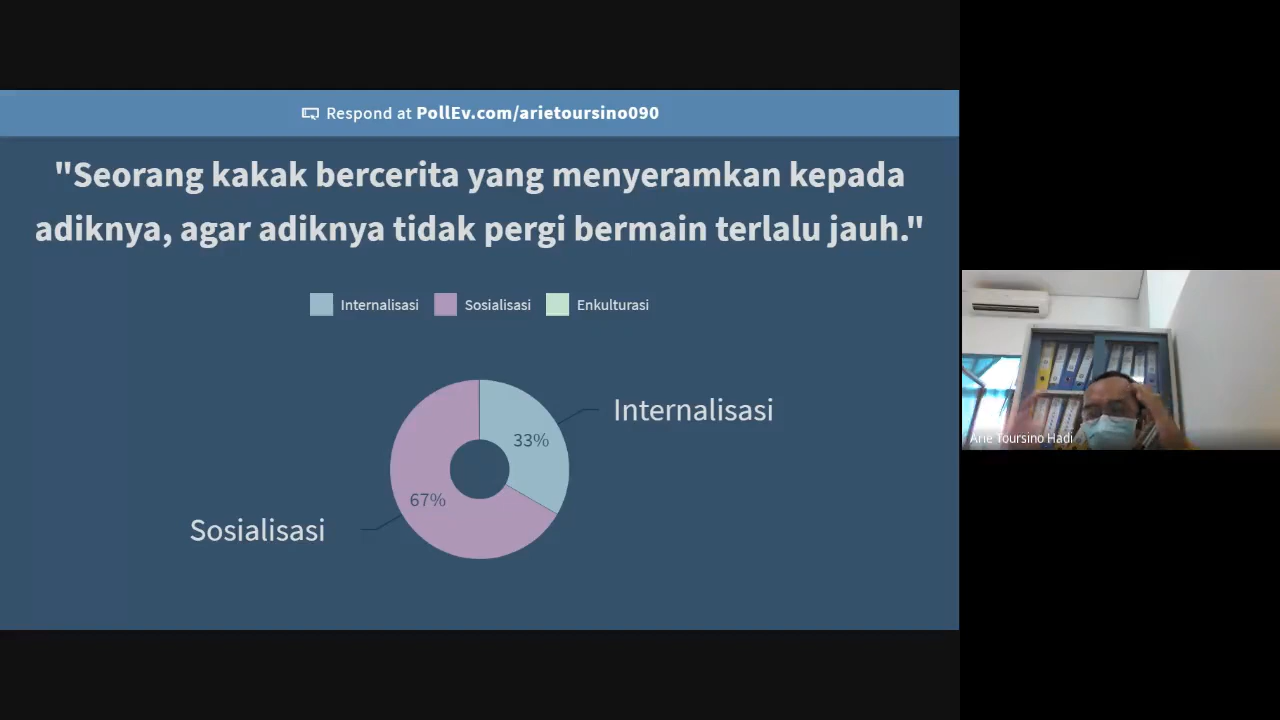 Respond at PollEv.com/arietoursino090
"Seorang kakak bercerita yang menyeramkan kepada
adiknya, agar adiknya tidak pergi bermain terlalu jauh."
Internalisasi Sosialisasi Enkulturasi
Internalisasi
33%
67%
Sosialisasi
Arie Toursino Hadi